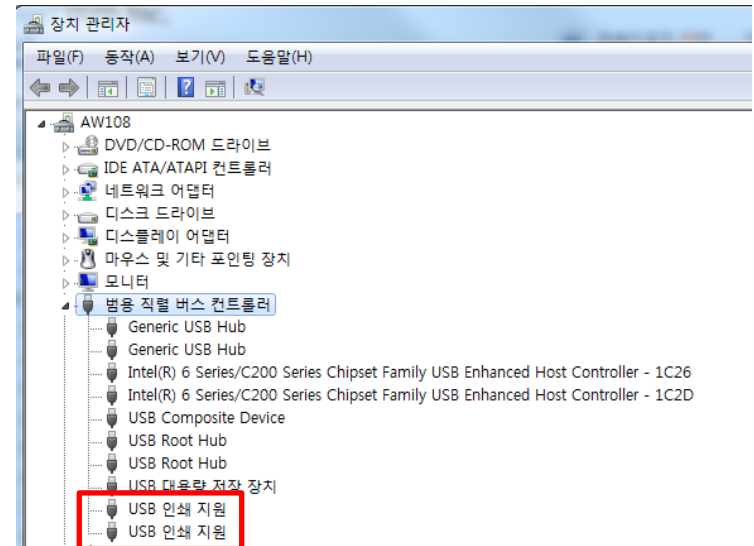 장치 관리자
파일(F) 동작(A) 보기(V) 도움말(H)
AW108
DVD/CD-ROM 드라이브
IDE ATA/ATAPI 컨트롤러
네트워크 어댑터
디스크 드라이브
디스플레이 어댑터
마우스 및 기타 포인팅 장치
모니터
범용 직렬 버스 컨트롤러
Generic USB Hub
Generic USB Hub
Intel(R) 6 Series/C200 Series Chipset Family USB Enhanced Host Controller - 1C26
Intel(R) 6 Series/C200 Series Chipset Family USB Enhanced Host Controller - 1C2D
USB Composite Device
USB Root Hub
USB Root Hub
USB 대용량 저장 장치
USB 인쇄 지원
USB 인쇄 지원